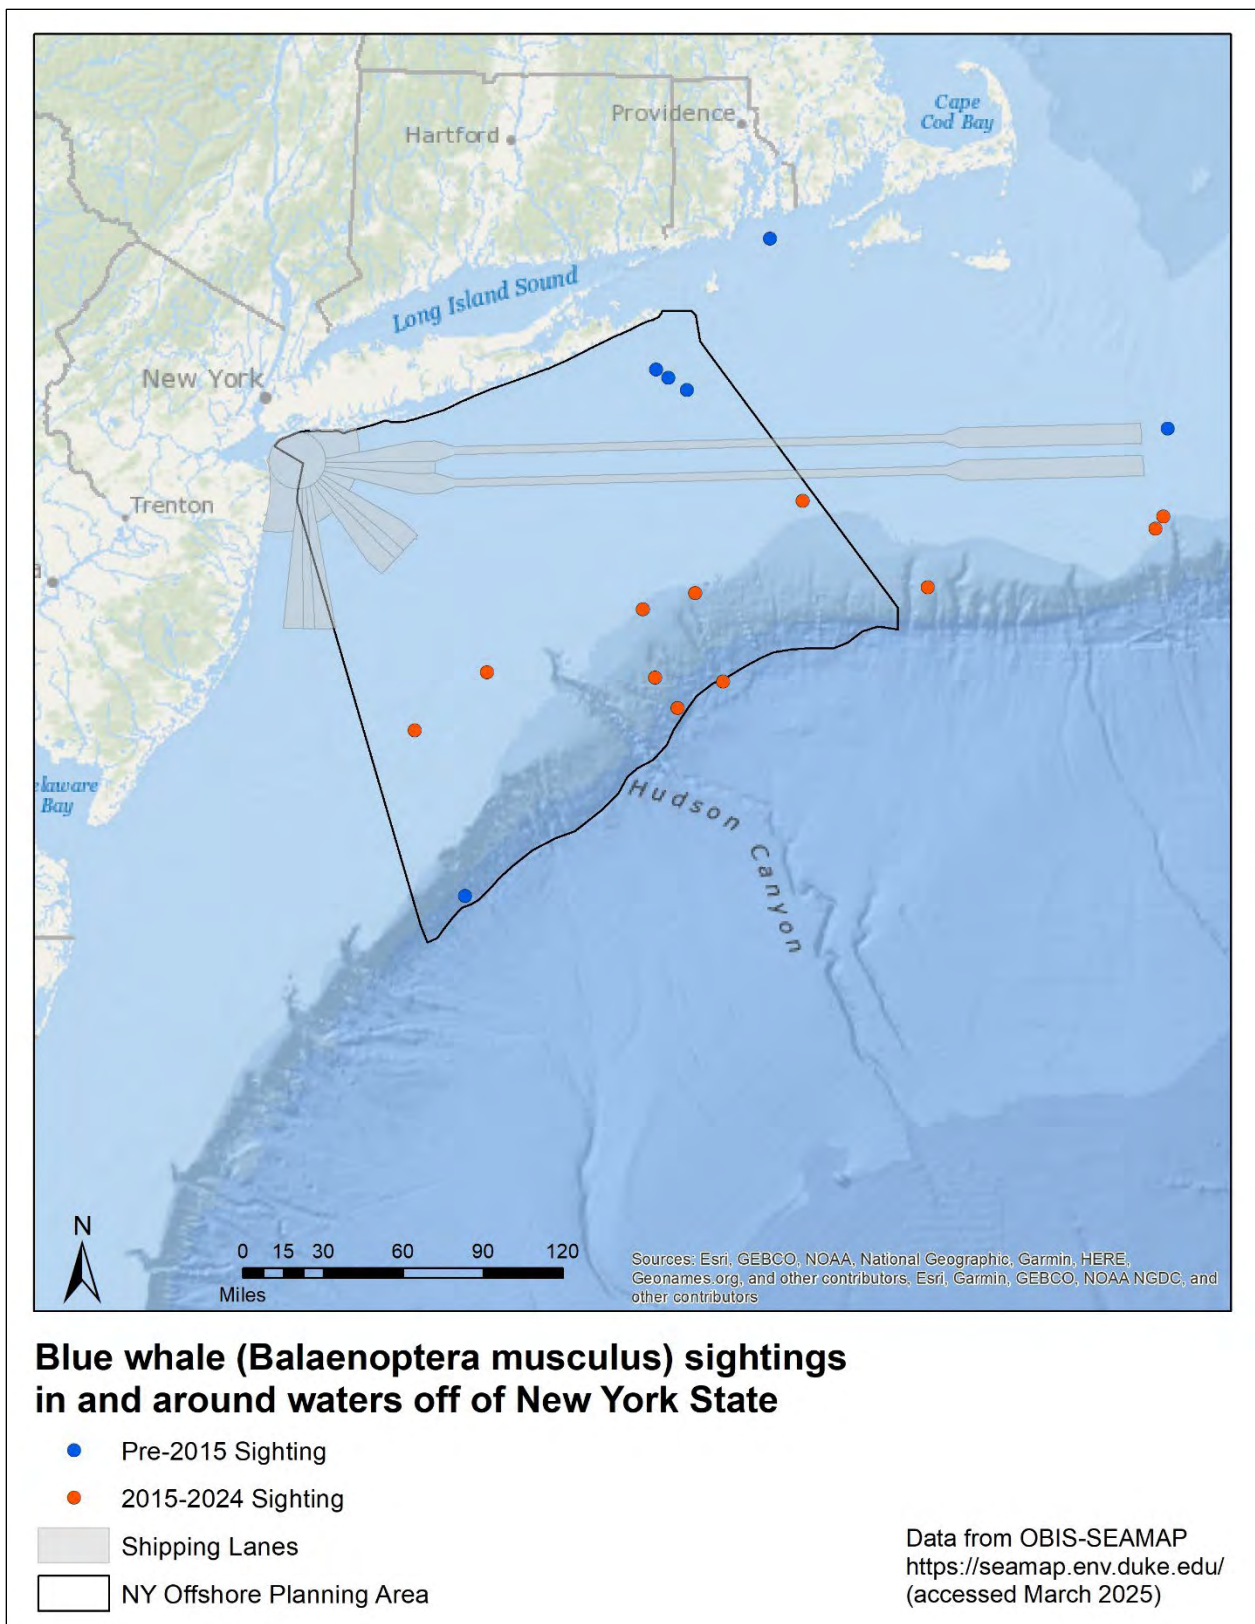 Cape
Cod Bay
Providence
Hartford
Long Island Sound
New York
Trenton
a
elaware
Bay
Hudson Canyon
N
0 15 30 60 90 120
Miles
Sources: Esri, GEBCO, NOAA, National Geographic, Garmin, HERE,
Geonames.org, and other contributors, Esri, Garmin, GEBCO, NOAA NGDC, and
other contributors
Blue whale (Balaenoptera musculus) sightings
in and around waters off of New York State
Pre-2015 Sighting
2015-2024 Sighting
Shipping Lanes
NY Offshore Planning Area
Data from OBIS-SEAMAP
https://seamap.env.duke.edu/
(accessed March 2025)